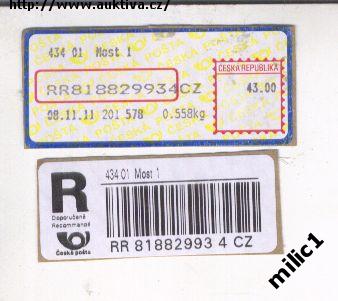 http://www.auktiva.cz/
434 01 Most 1
ČESKÁ REPUBLIKA
RR818829934CZ
43.00
08.11.11 201 578 0.558kg
434 01 Most 1
R
Doporučeně
Recommandé
Česká pošta
RR 81882993 4 CZ
milic1